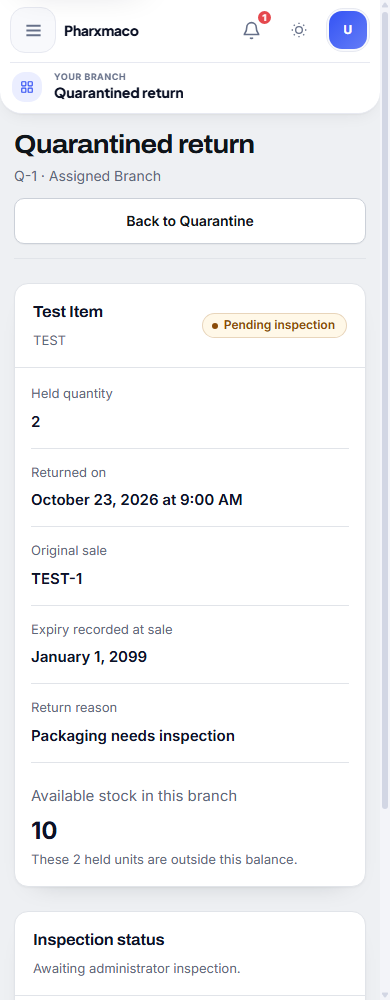 Pharxmaco
1
U
YOUR BRANCH
Quarantined return
Quarantined return
Q-1 · Assigned Branch
Back to Quarantine
Test Item
Pending inspection
TEST
Held quantity
2
Returned on
October 23, 2026 at 9:00 AM
Original sale
TEST-1
Expiry recorded at sale
January 1, 2099
Return reason
Packaging needs inspection
Available stock in this branch
10
These 2 held units are outside this balance.
Inspection status
Awaiting administrator inspection.